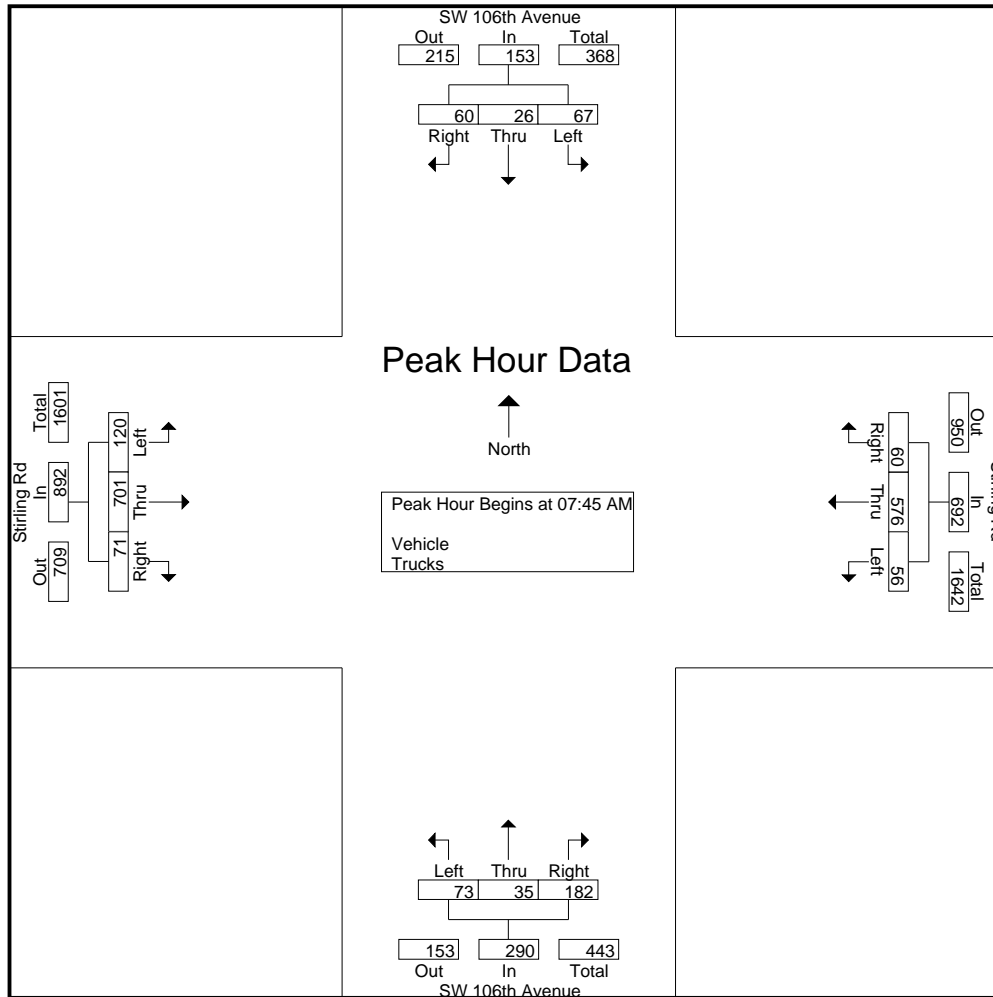 SW 106th Avenue
Out In Total
215 153 368
60 26 67
Right Thru Left
Peak Hour Data
North
Peak Hour Begins at 07:45 AM
Vehicle
Trucks
Stirling Rd
Out In Total
709 892 1601
71 701 120
Right Thru Left
Out In Total
950 692 1642
60 576 56
Right Thru Left
Left Thru Right
73 35 182
153 290 443
Out In Total
SW 106th Avenue